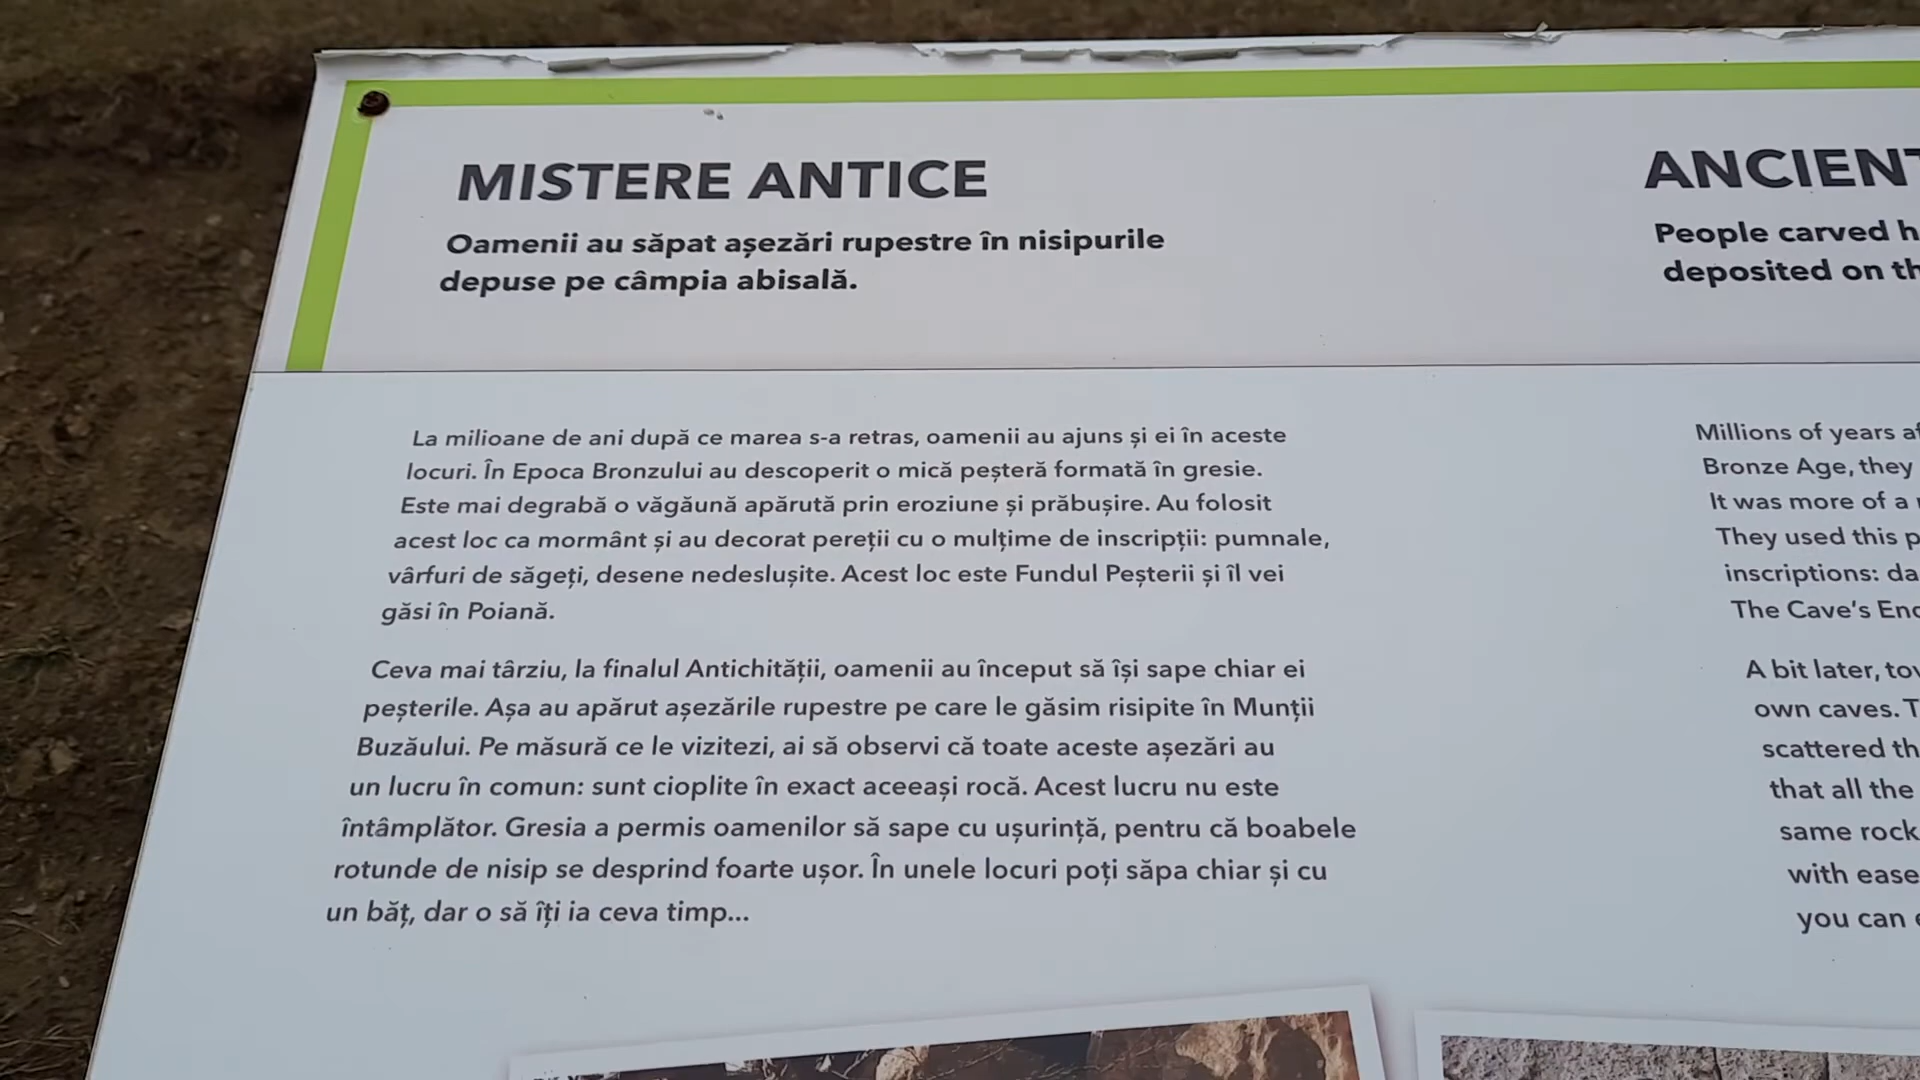 MISTERE ANTICE
Oamenii au săpat așezări rupestre în nisipurile
depuse pe câmpia abisală.
La milioane de ani după ce marea s-a retras, oamenii au ajuns și ei în aceste
locuri. În Epoca Bronzului au descoperit o mică peșteră formată în gresie.
Este mai degrabă o văgăună apărută prin eroziune și prăbușire. Au folosit
acest loc ca mormânt și au decorat pereții cu o mulțime de inscripții: pumnale,
vârfuri de săgeți, desene nedeslușite. Acest loc este Fundul Peșterii și îl vei
găsi în Poiană.
Ceva mai târziu, la finalul Antichității, oamenii au început să își sape chiar ei
peșterile. Așa au apărut așezările rupestre pe care le găsim risipite în Munții
Buzăului. Pe măsură ce le vizitezi, ai să observi că toate aceste așezări au
un lucru în comun: sunt cioplite în exact aceeași rocă. Acest lucru nu este
întâmplător. Gresia a permis oamenilor să sape cu ușurință, pentru că boabele
rotunde de nisip se desprind foarte ușor. În unele locuri poți săpa chiar și cu
un băț, dar o să îți ia ceva timp...
ANCIENT
People carved
deposited on
Millions of years
Bronze Age, they
It was more of a
They used this
inscriptions:
The Cave's
A bit later,
own caves.
scattered
that all the
same rock
with ease
you can